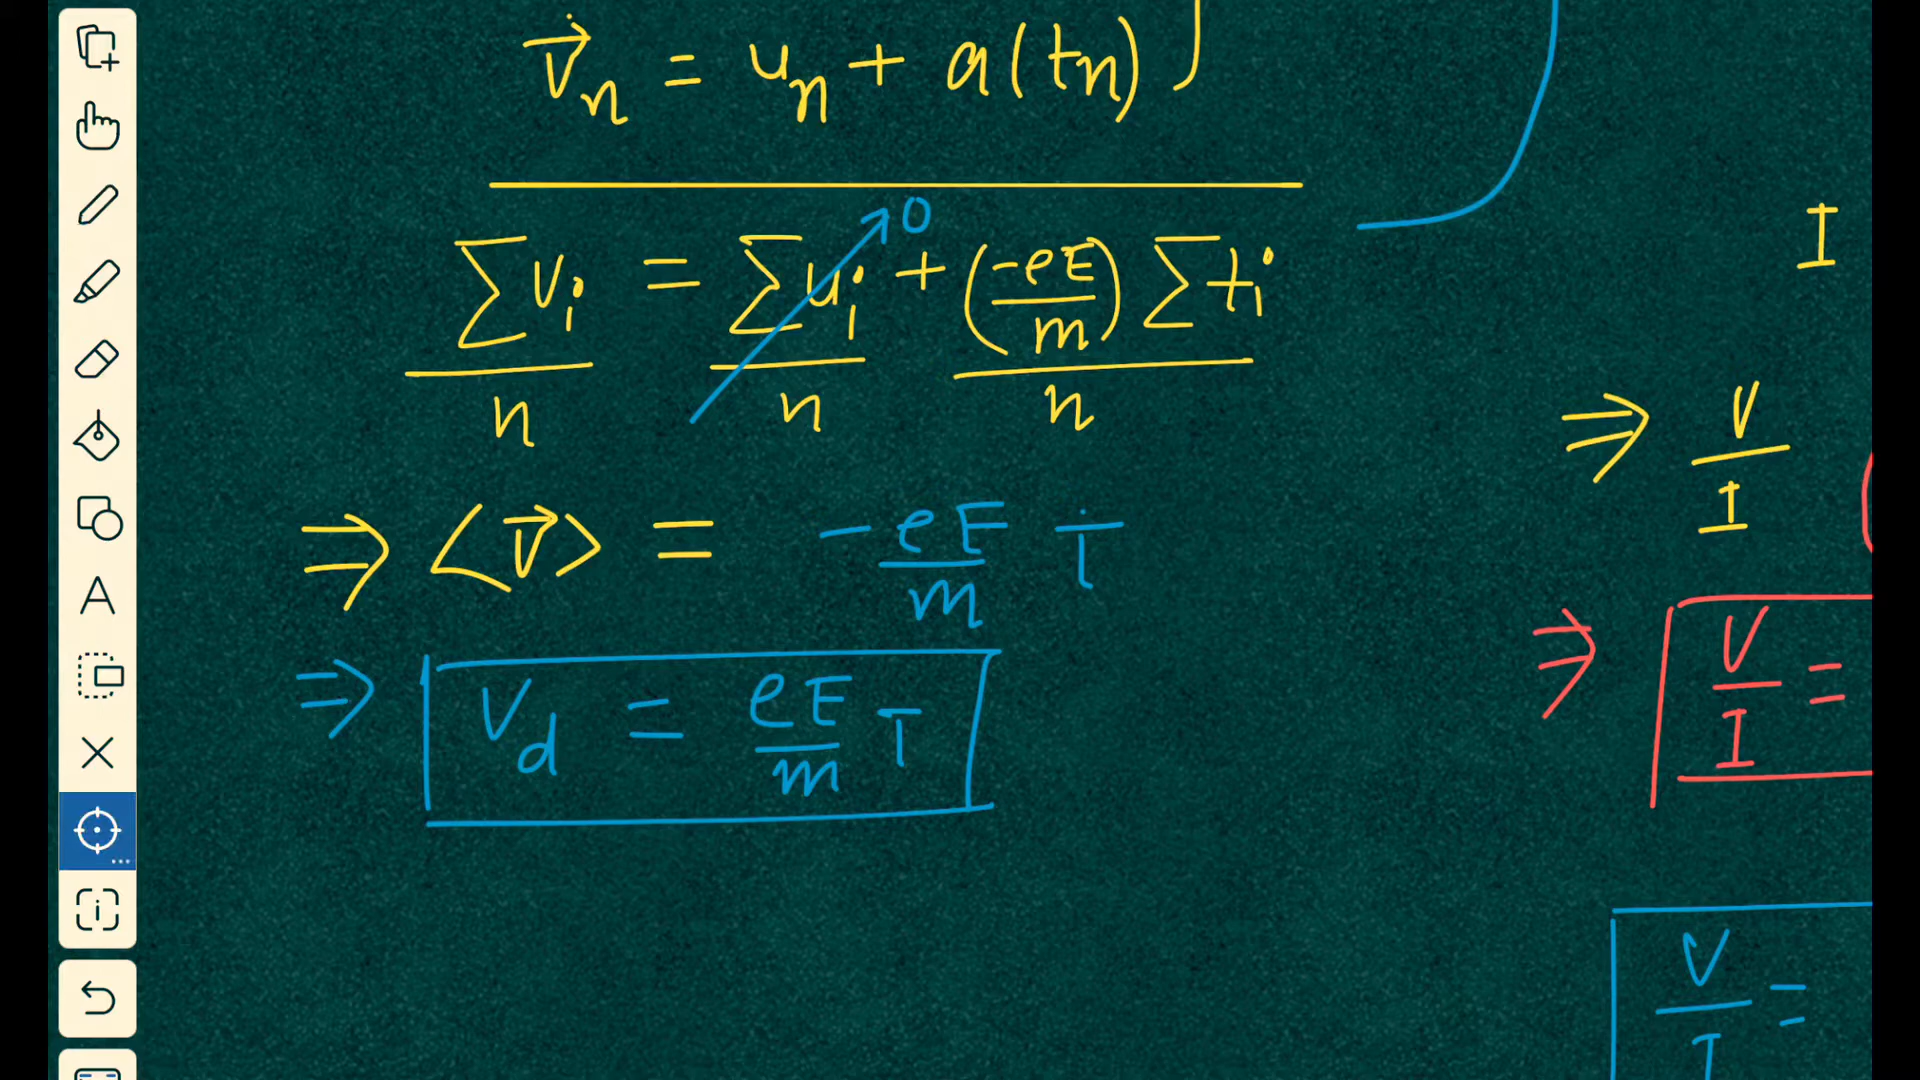 v⃗ₙ = uₙ + a(tn)
Σvᵢ/n = Σuᵢ/n + (-eE/m) Σtᵢ/n
0
⇒ <v⃗> = -eE/m τ
⇒ V_d = eE/m τ
I
⇒ V/I
⇒ V/I =
V/I =
A